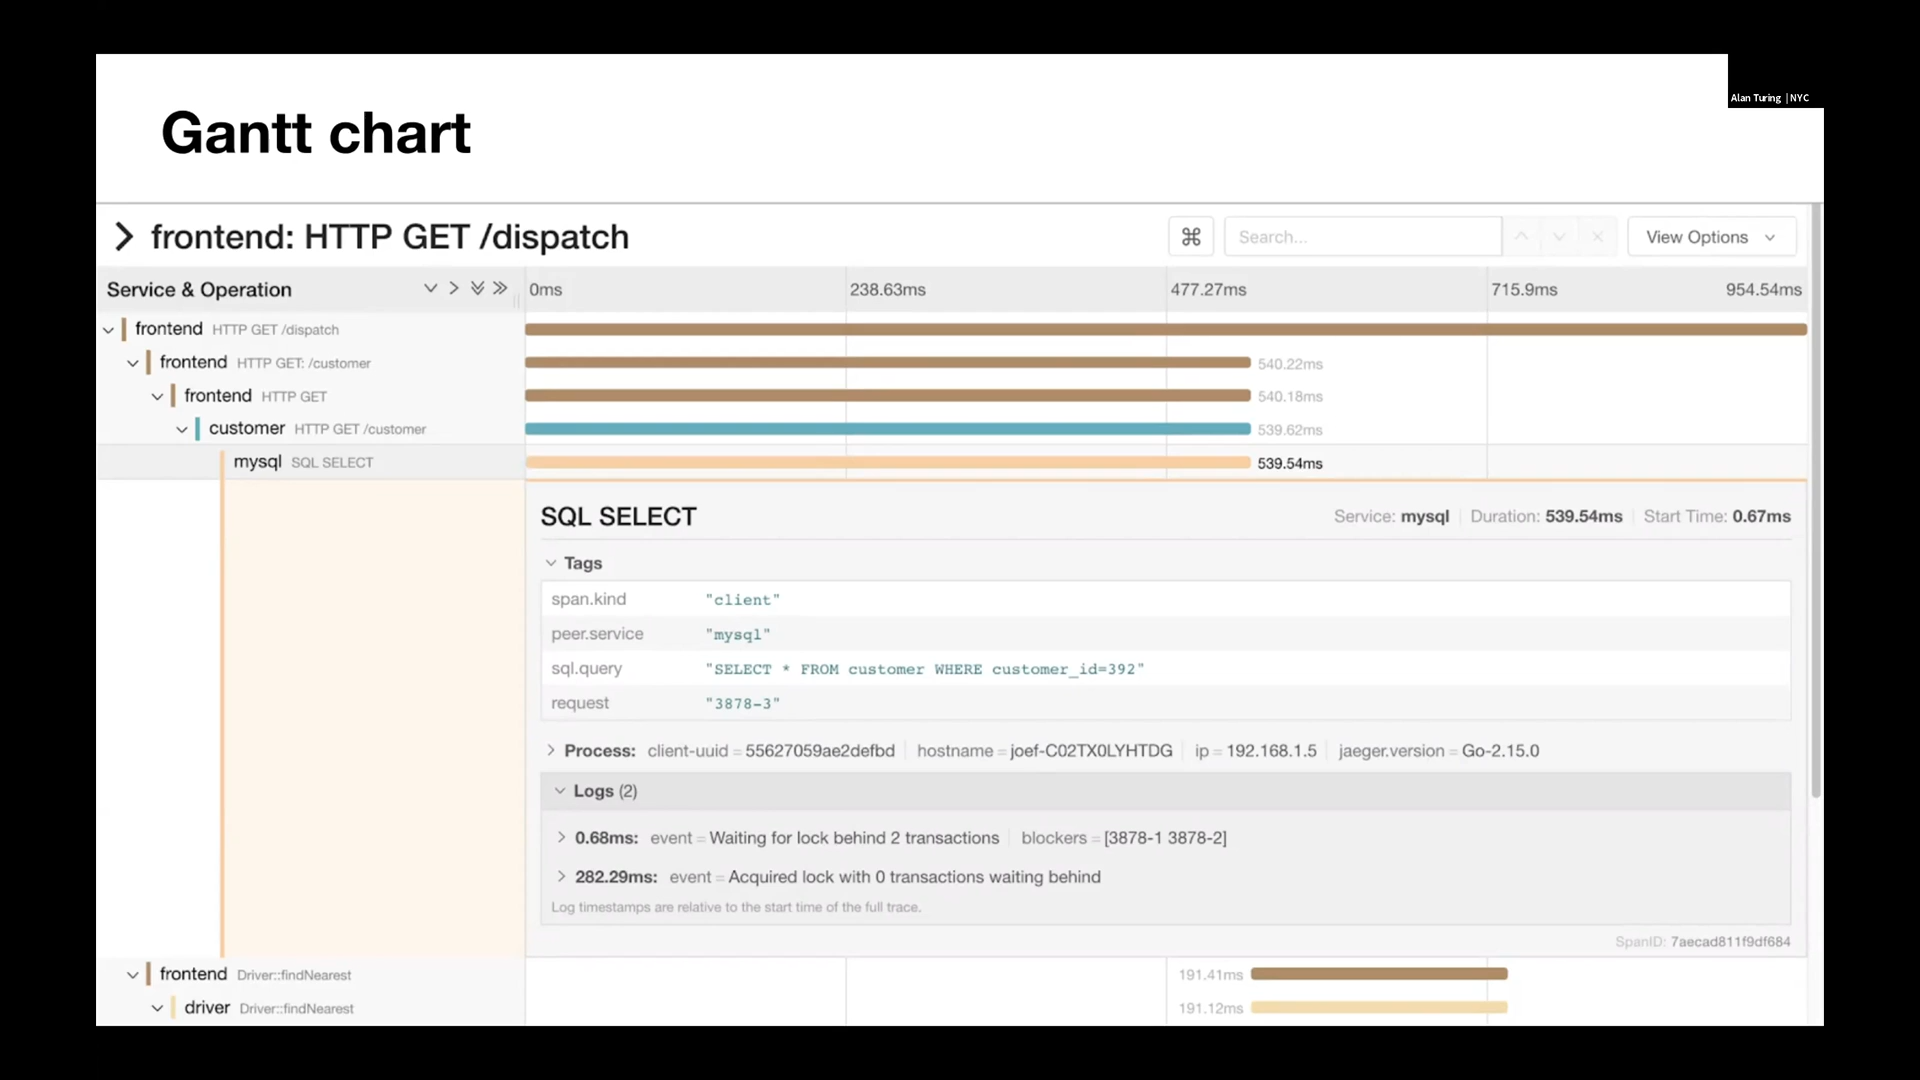 Alan Turing | NYC
Gantt chart
frontend: HTTP GET /dispatch
⌘ Search... View Options
Service & Operation 0ms 238.63ms 477.27ms 715.9ms 954.54ms
frontend HTTP GET /dispatch
frontend HTTP GET: /customer 540.22ms
frontend HTTP GET 540.18ms
customer HTTP GET /customer 539.62ms
mysql SQL SELECT 539.54ms
SQL SELECT Service: mysql Duration: 539.54ms Start Time: 0.67ms
Tags
span.kind "client"
peer.service "mysql"
sql.query "SELECT * FROM customer WHERE customer_id=392"
request "3878-3"
Process: client-uuid = 55627059ae2defbd hostname = joef-C02TX0LYHTDG ip = 192.168.1.5 jaeger.version = Go-2.15.0
Logs (2)
0.68ms: event = Waiting for lock behind 2 transactions blockers = [3878-1 3878-2]
282.29ms: event = Acquired lock with 0 transactions waiting behind
Log timestamps are relative to the start time of the full trace.
SpanID: 7aecad811f9df684
frontend Driver::findNearest 191.41ms
driver Driver::findNearest 191.12ms